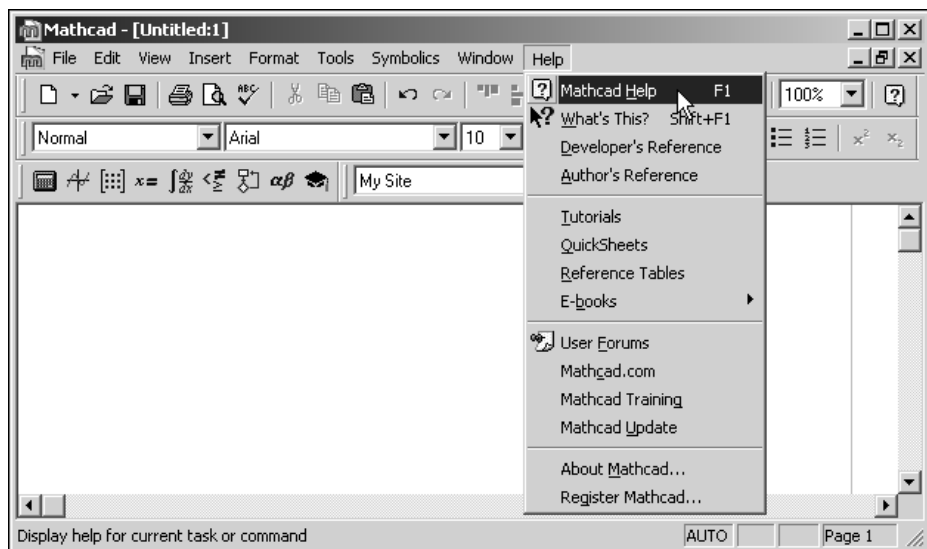 Mathcad - [Untitled:1]
File Edit View Insert Format Tools Symbolics Window Help
100%
Normal Arial 10
My Site
Mathcad Help F1
What's This? Shift+F1
Developer's Reference
Author's Reference
Tutorials
QuickSheets
Reference Tables
E-books
User Forums
Mathcad.com
Mathcad Training
Mathcad Update
About Mathcad...
Register Mathcad...
Display help for current task or command AUTO Page 1